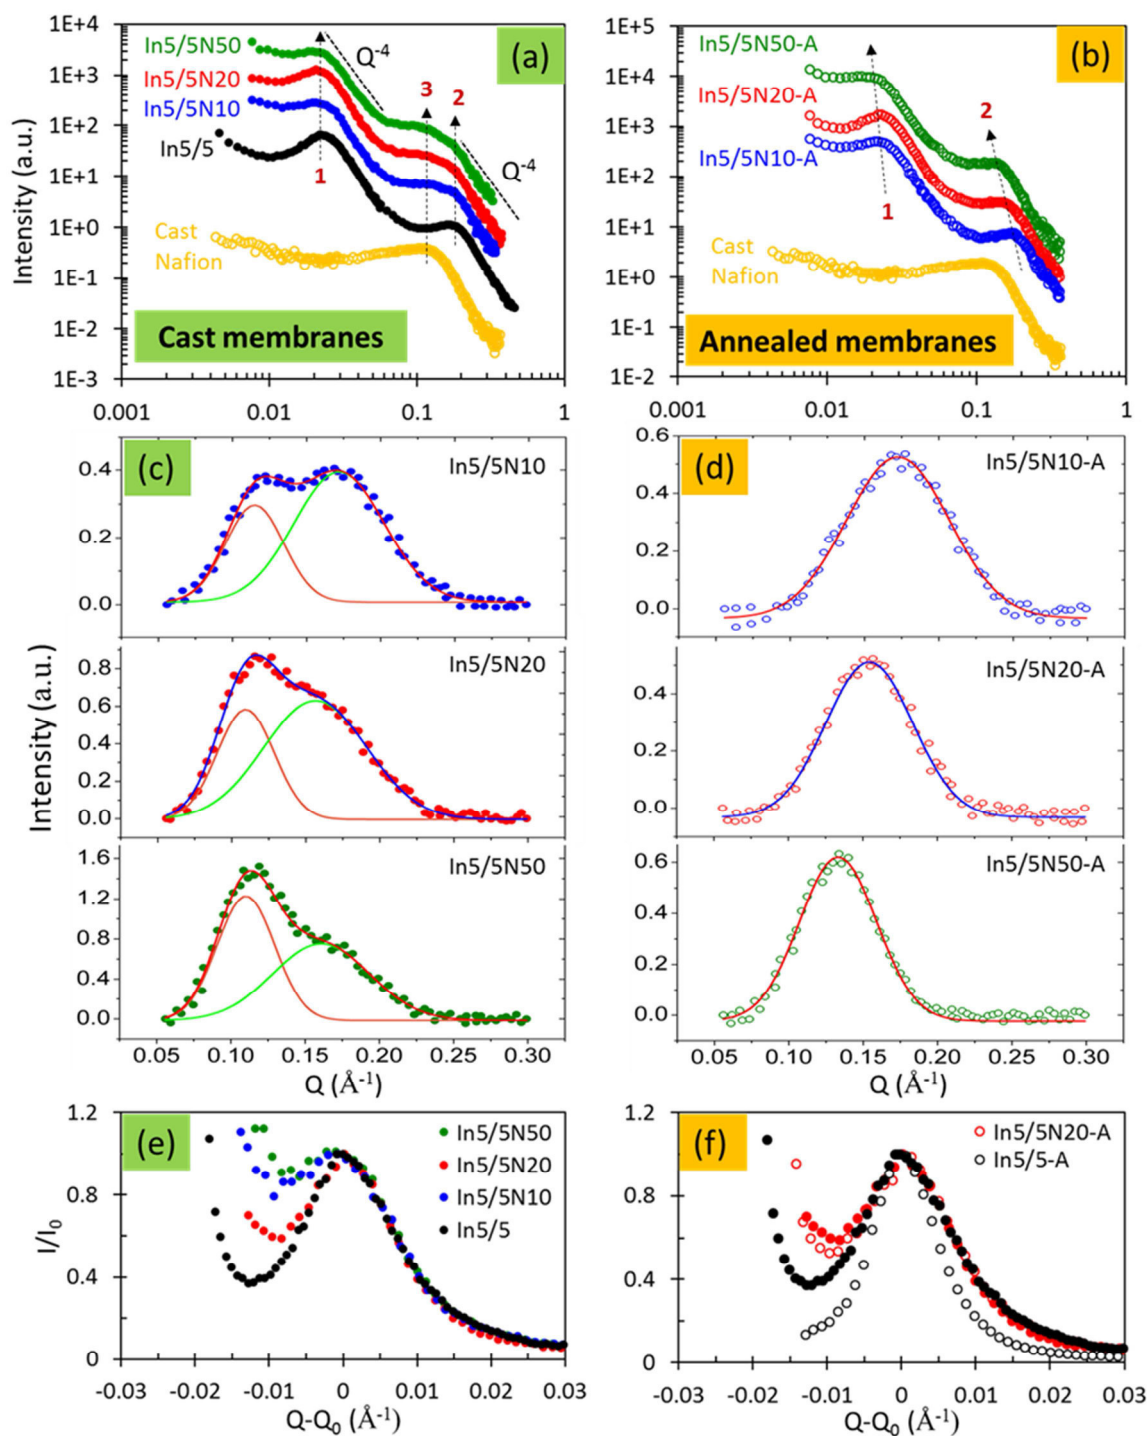 (a)
1E+4
1E+3
1E+2
1E+1
1E+0
1E-1
1E-2
1E-3
Intensity (a.u.)
In5/5N50
In5/5N20
In5/5N10
In5/5
Cast
Nafion
Q⁻⁴
3
2
Q⁻⁴
1
Cast membranes
0.001
0.01
0.1
1
(b)
1E+5
1E+4
1E+3
1E+2
1E+1
1E+0
1E-1
1E-2
In5/5N50-A
In5/5N20-A
In5/5N10-A
Cast
Nafion
2
1
Annealed membranes
0.001
0.01
0.1
1
(c)
In5/5N10
0.4
0.2
0.0
In5/5N20
0.8
0.6
0.4
0.2
0.0
In5/5N50
1.6
1.2
0.8
0.4
0.0
Intensity (a.u.)
0.05
0.10
0.15
0.20
0.25
0.30
Q (Å⁻¹)
(d)
In5/5N10-A
0.6
0.4
0.2
0.0
In5/5N20-A
0.4
0.2
0.0
In5/5N50-A
0.6
0.4
0.2
0.0
0.05
0.10
0.15
0.20
0.25
0.30
Q (Å⁻¹)
(e)
1.2
0.8
0.4
0
I/I₀
In5/5N50
In5/5N20
In5/5N10
In5/5
-0.03
-0.02
-0.01
0
0.01
0.02
0.03
Q-Q₀ (Å⁻¹)
(f)
1.2
0.8
0.4
0
In5/5N20-A
In5/5-A
-0.03
-0.02
-0.01
0
0.01
0.02
0.03
Q-Q₀ (Å⁻¹)